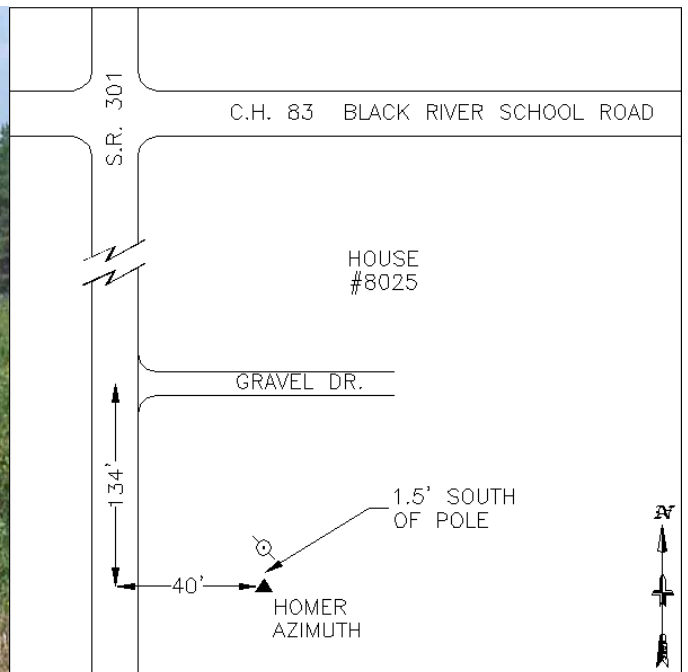 S.R. 301
C.H. 83 BLACK RIVER SCHOOL ROAD
HOUSE
#8025
GRAVEL DR.
134'
1.5' SOUTH
OF POLE
40'
HOMER
AZIMUTH
N